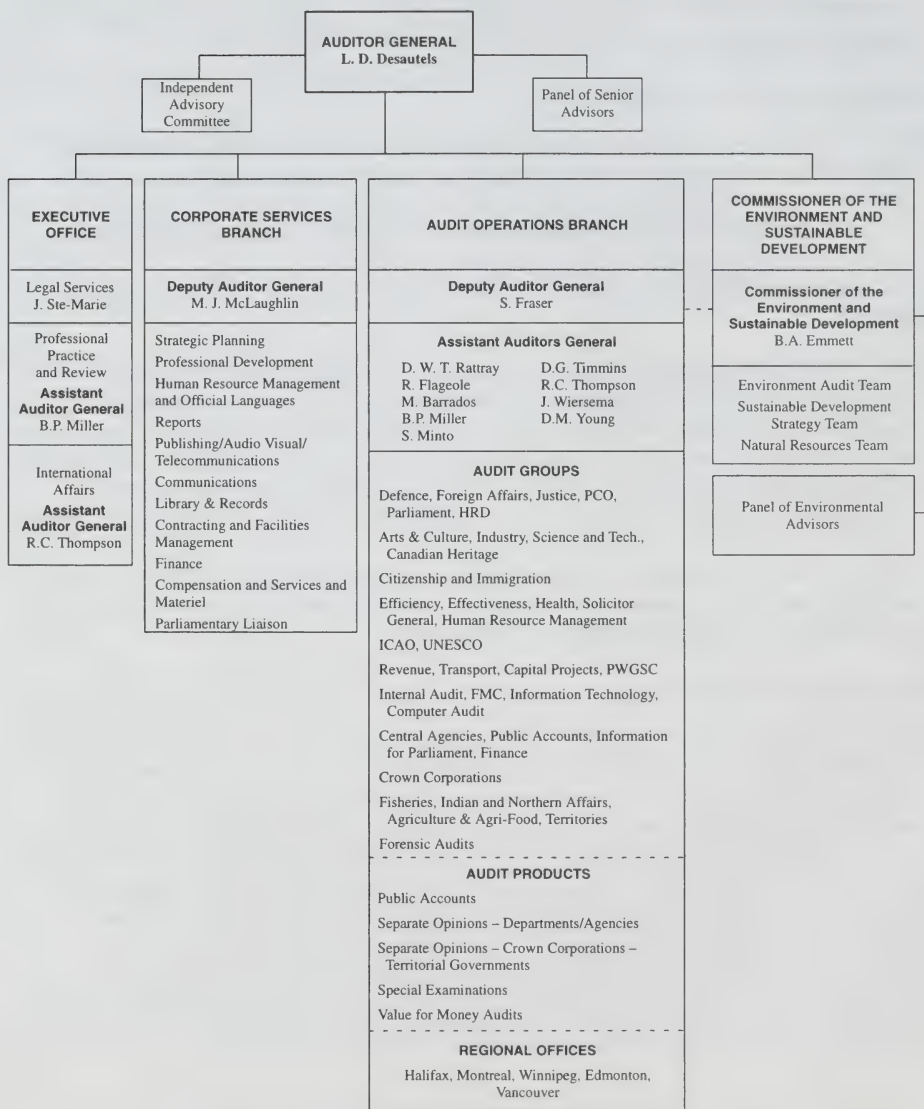 AUDITOR GENERAL
L. D. Desautels
Independent
Advisory
Committee
Panel of Senior
Advisors
EXECUTIVE
OFFICE
Legal Services
J. Ste-Marie
Professional
Practice
and Review
Assistant
Auditor General
B.P. Miller
International
Affairs
Assistant
Auditor General
R.C. Thompson
CORPORATE SERVICES
BRANCH
Deputy Auditor General
M. J. McLaughlin
Strategic Planning
Professional Development
Human Resource Management
and Official Languages
Reports
Publishing/Audio Visual/
Telecommunications
Communications
Library & Records
Contracting and Facilities
Management
Finance
Compensation and Services and
Materiel
Parliamentary Liaison
AUDIT OPERATIONS BRANCH
Deputy Auditor General
S. Fraser
Assistant Auditors General
D. W. T. Rattray
R. Flageole
M. Barrados
B.P. Miller
S. Minto
D.G. Timmins
R.C. Thompson
J. Wiersema
D.M. Young
AUDIT GROUPS
Defence, Foreign Affairs, Justice, PCO,
Parliament, HRD
Arts & Culture, Industry, Science and Tech.,
Canadian Heritage
Citizenship and Immigration
Efficiency, Effectiveness, Health, Solicitor
General, Human Resource Management
ICAO, UNESCO
Revenue, Transport, Capital Projects, PWGSC
Internal Audit, FMC, Information Technology,
Computer Audit
Central Agencies, Public Accounts, Information
for Parliament, Finance
Crown Corporations
Fisheries, Indian and Northern Affairs,
Agriculture & Agri-Food, Territories
Forensic Audits
AUDIT PRODUCTS
Public Accounts
Separate Opinions – Departments/Agencies
Separate Opinions – Crown Corporations –
Territorial Governments
Special Examinations
Value for Money Audits
REGIONAL OFFICES
Halifax, Montreal, Winnipeg, Edmonton,
Vancouver
COMMISSIONER OF THE
ENVIRONMENT AND
SUSTAINABLE
DEVELOPMENT
Commissioner of the
Environment and
Sustainable Development
B.A. Emmett
Environment Audit Team
Sustainable Development
Strategy Team
Natural Resources Team
Panel of Environmental
Advisors